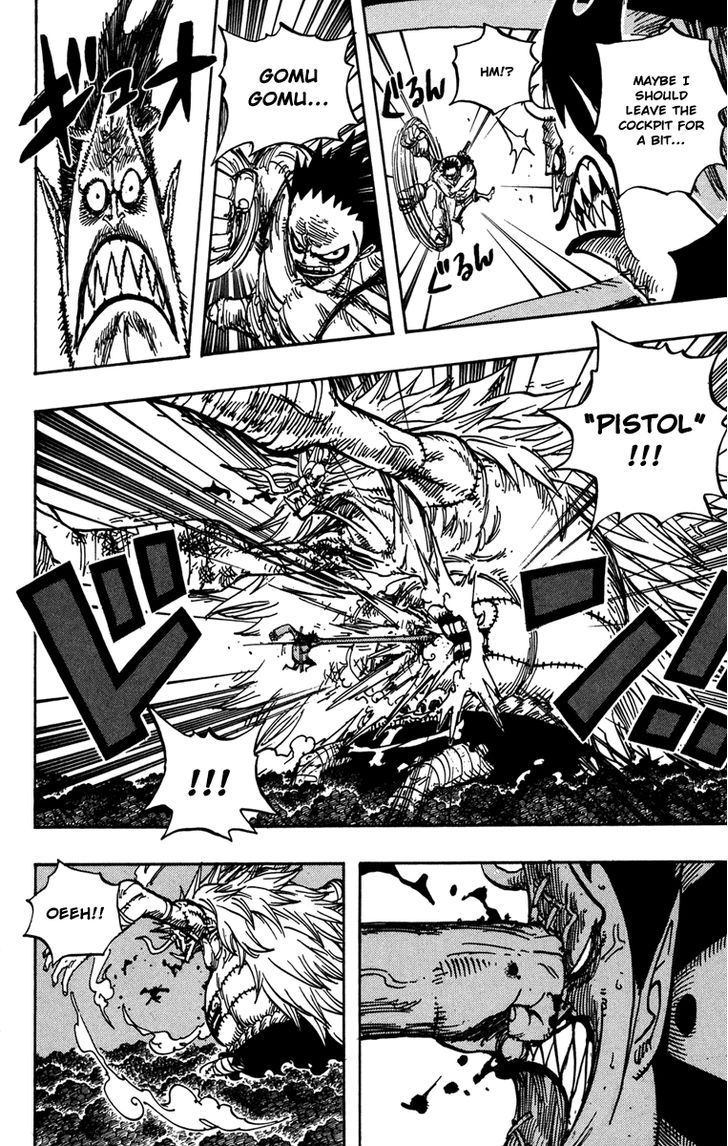 MAYBE I
SHOULD
LEAVE THE
COCKPIT FOR
A BIT...
HM!?
ぐるん
ぐるん
GOMU
GOMU...
ギュオ
"PISTOL"
!!!
ドン!!
!!!
OEEH!!